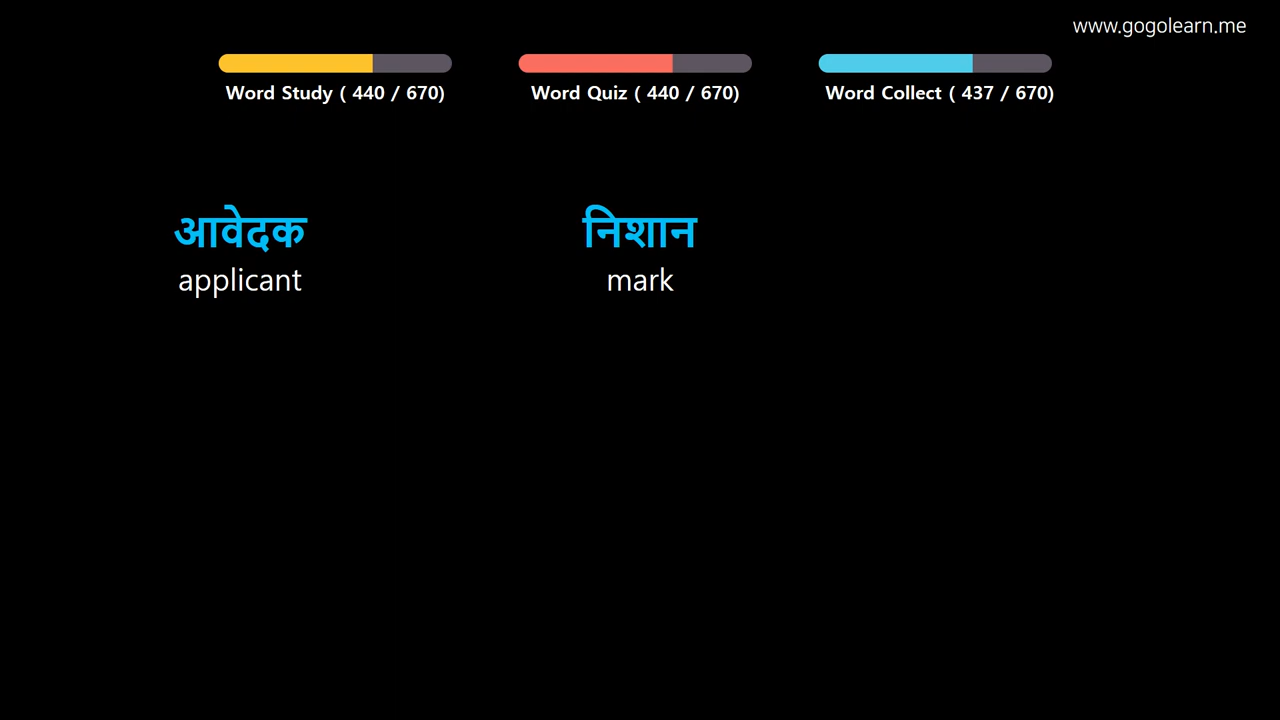 www.gogolearn.me
Word Study ( 440 / 670)
Word Quiz ( 440 / 670)
Word Collect ( 437 / 670)
आवेदक
applicant
निशान
mark